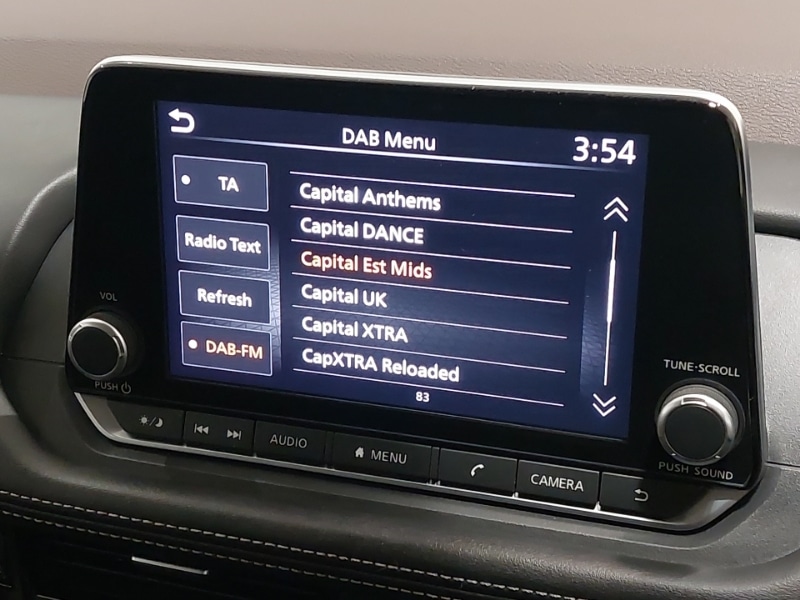 DAB Menu
3:54
TA
Radio Text
Refresh
DAB-FM
Capital Anthems
Capital DANCE
Capital Est Mids
Capital UK
Capital XTRA
CapXTRA Reloaded
83
VOL
PUSH
TUNE·SCROLL
PUSH SOUND
AUDIO
MENU
CAMERA